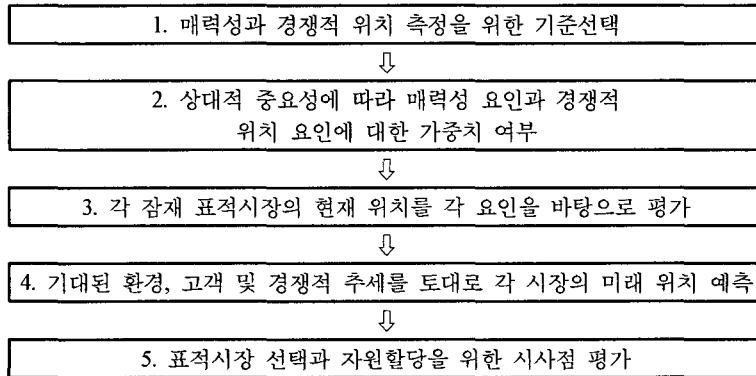 1. 매력성과 경쟁적 위치 측정을 위한 기준선택
⇩
2. 상대적 중요성에 따라 매력성 요인과 경쟁적
위치 요인에 대한 가중치 여부
⇩
3. 각 잠재 표적시장의 현재 위치를 각 요인을 바탕으로 평가
⇩
4. 기대된 환경, 고객 및 경쟁적 추세를 토대로 각 시장의 미래 위치 예측
⇩
5. 표적시장 선택과 자원할당을 위한 시사점 평가